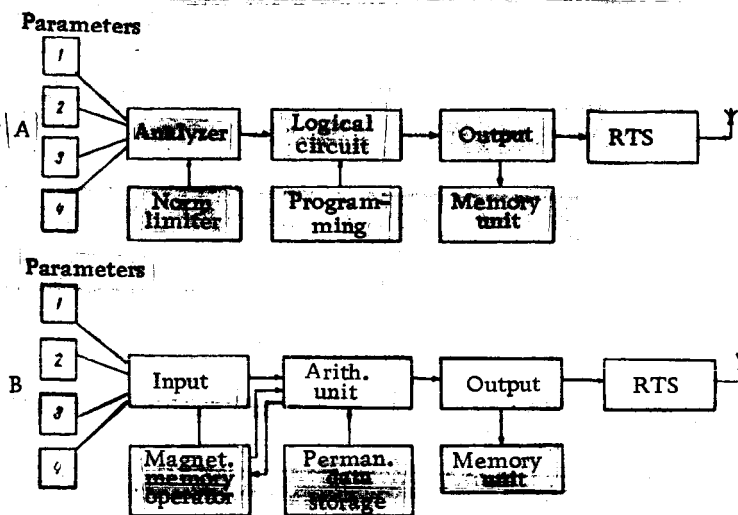 Parameters
1
2
A
3
4
Analyzer
Logical
circuit
Output
RTS
Norm
limiter
Program-
ming
Memory
unit
Parameters
1
2
B
3
4
Input
Arith.
unit
Output
RTS
Magnet.
memory
operator
Perman.
storage
Memory
unit